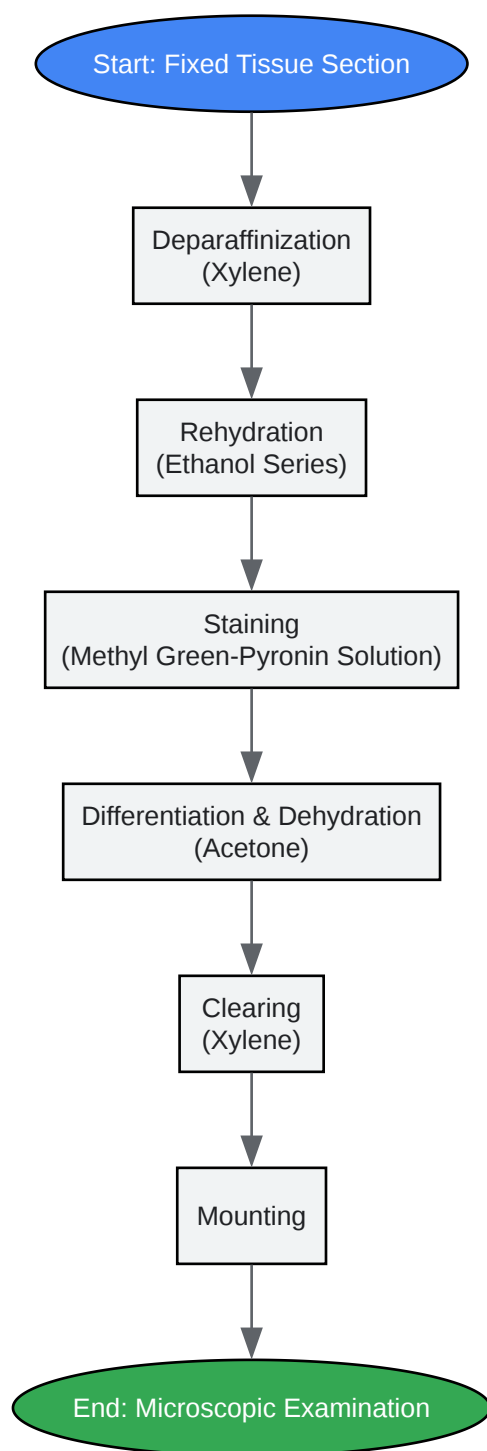 Start: Fixed Tissue Section
Deparaffinization
(Xylene)
Rehydration
(Ethanol Series)
Staining
(Methyl Green-Pyronin Solution)
Differentiation & Dehydration
(Acetone)
Clearing
(Xylene)
Mounting
End: Microscopic Examination